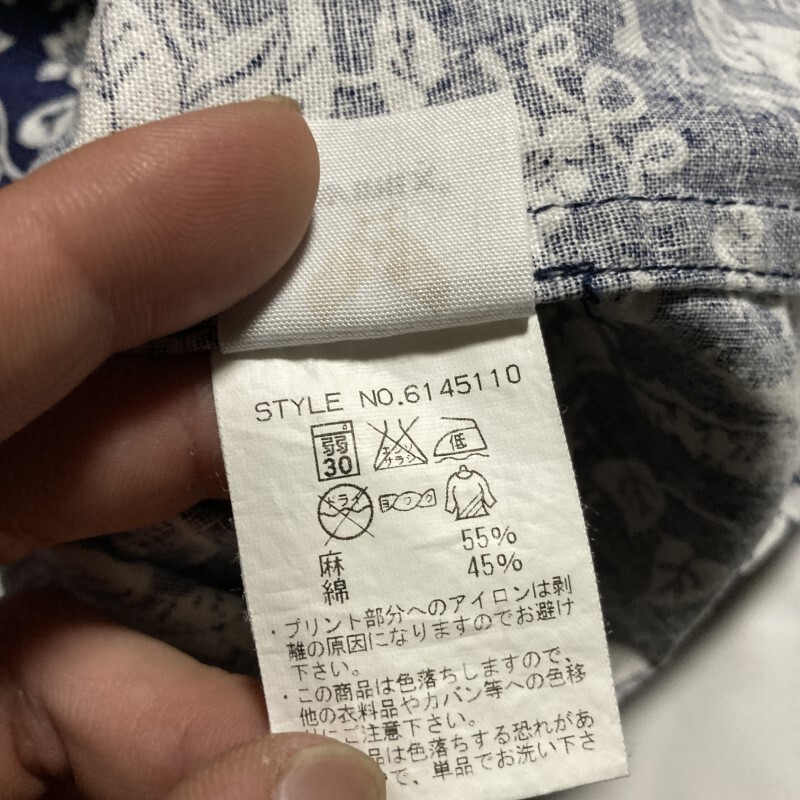 STYLE NO.6145110
弱
30
エンソ
サラシ
低
ドライ
ヨワク
麻 55%
綿 45%
・プリント部分へのアイロンは剥
離の原因になりますのでお避け
下さい。
・この商品は色落ちしますので、
他の衣料品やカバン等への色移
りにご注意下さい。
品は色落ちする恐れがあ
で、単品でお洗い下さ